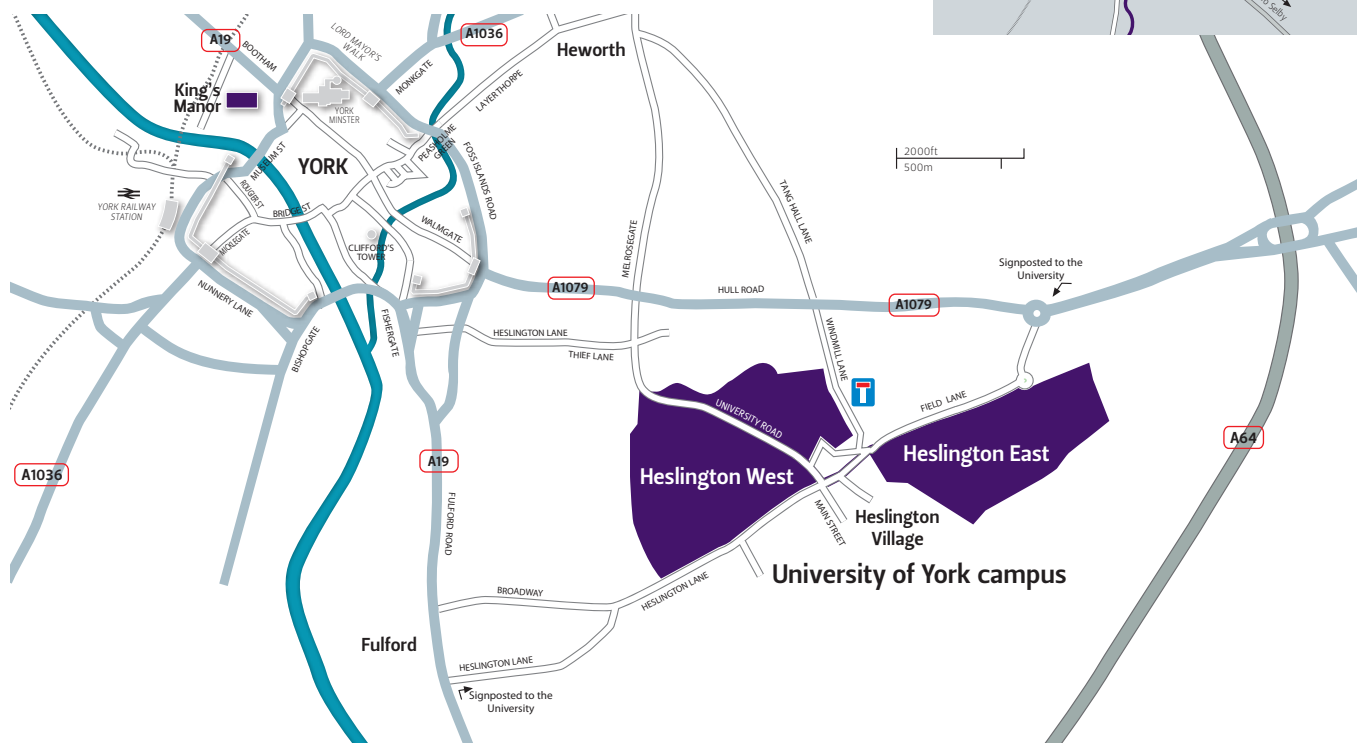 to Selby
A19
BOOTHAM
LORD MAYOR'S
WALK
A1036
MONKGATE
Heworth
LAYERTHORPE
King's
Manor
YORK
MINSTER
PEASHOLME
GREEN
FOSS ISLANDS ROAD
MUSEUM ST
YORK
2000ft
500m
YORK RAILWAY
STATION
ROUGIER ST
BRIDGE ST
MICKLEGATE
WALMGATE
CLIFFORD'S
TOWER
TANG HALL LANE
MELROSEGATE
Signposted to the
University
NUNNERY LANE
A1079
HULL ROAD
A1079
BISHOPGATE
FISHERGATE
HESLINGTON LANE
THIEF LANE
WINDMILL LANE
UNIVERSITY ROAD
FIELD LANE
A1036
A19
A64
Heslington West
Heslington East
FULFORD ROAD
MAIN STREET
Heslington
Village
University of York campus
BROADWAY
HESLINGTON LANE
Fulford
HESLINGTON LANE
Signposted to the
University